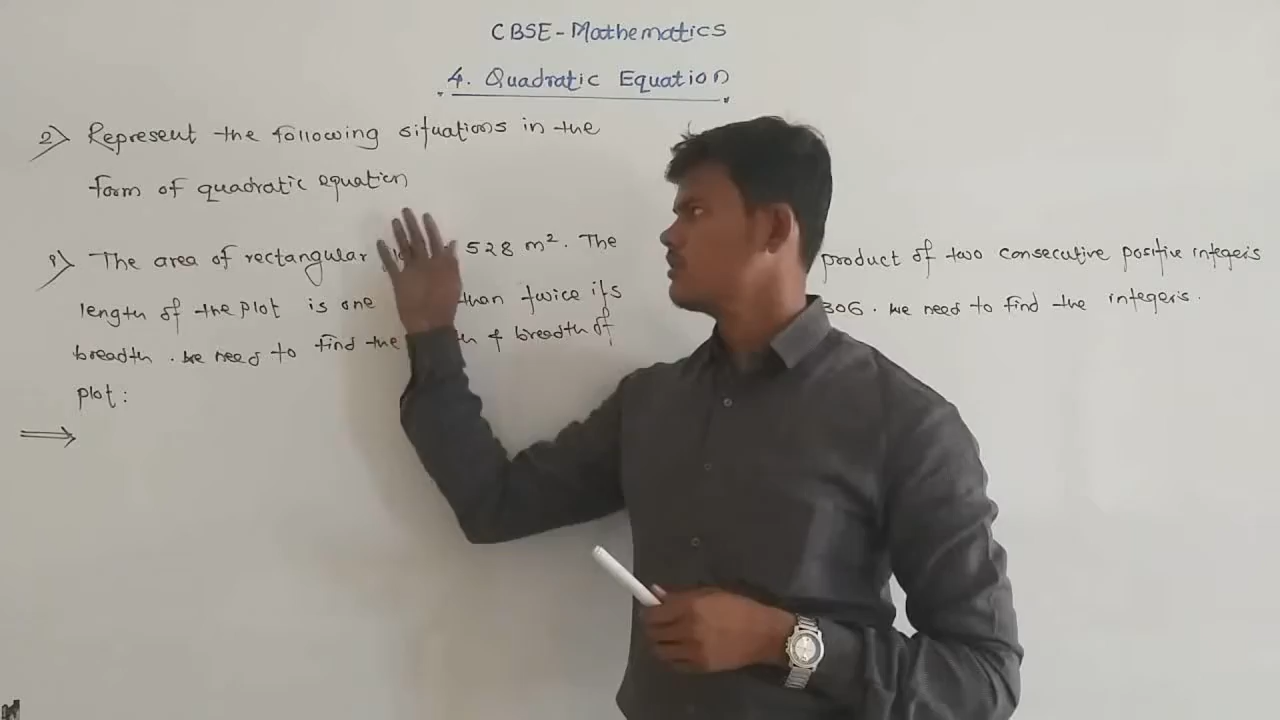 CBSE - Mathematics
4. Quadratic Equation
2) Represent the following situations in the
form of quadratic equation
i) The area of rectangular 528 m². The
length of the plot is one than twice its
breadth. we need to find the & breadth of
plot :
⇒
product of two consecutive positive integers
306. we need to find the integers.